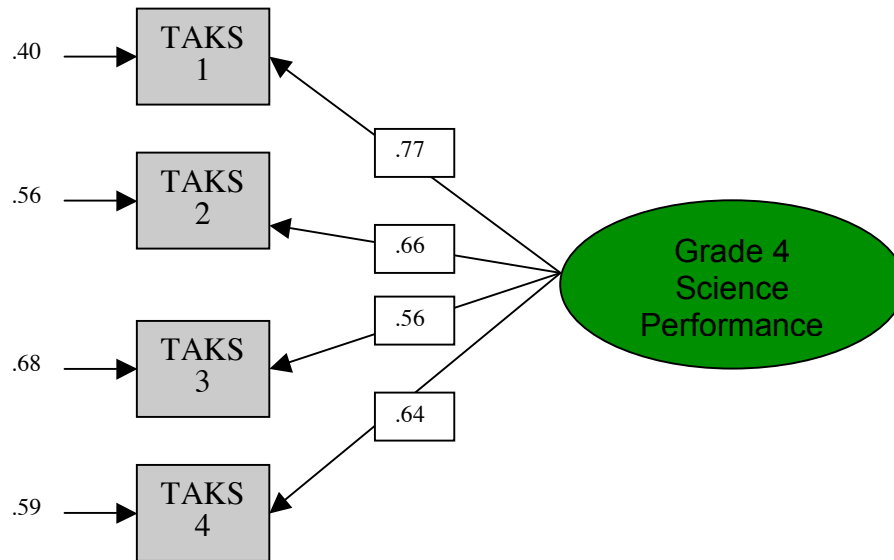 .40
TAKS
1
.77
.56
TAKS
2
.66
Grade 4
Science
Performance
.56
.68
TAKS
3
.64
.59
TAKS
4